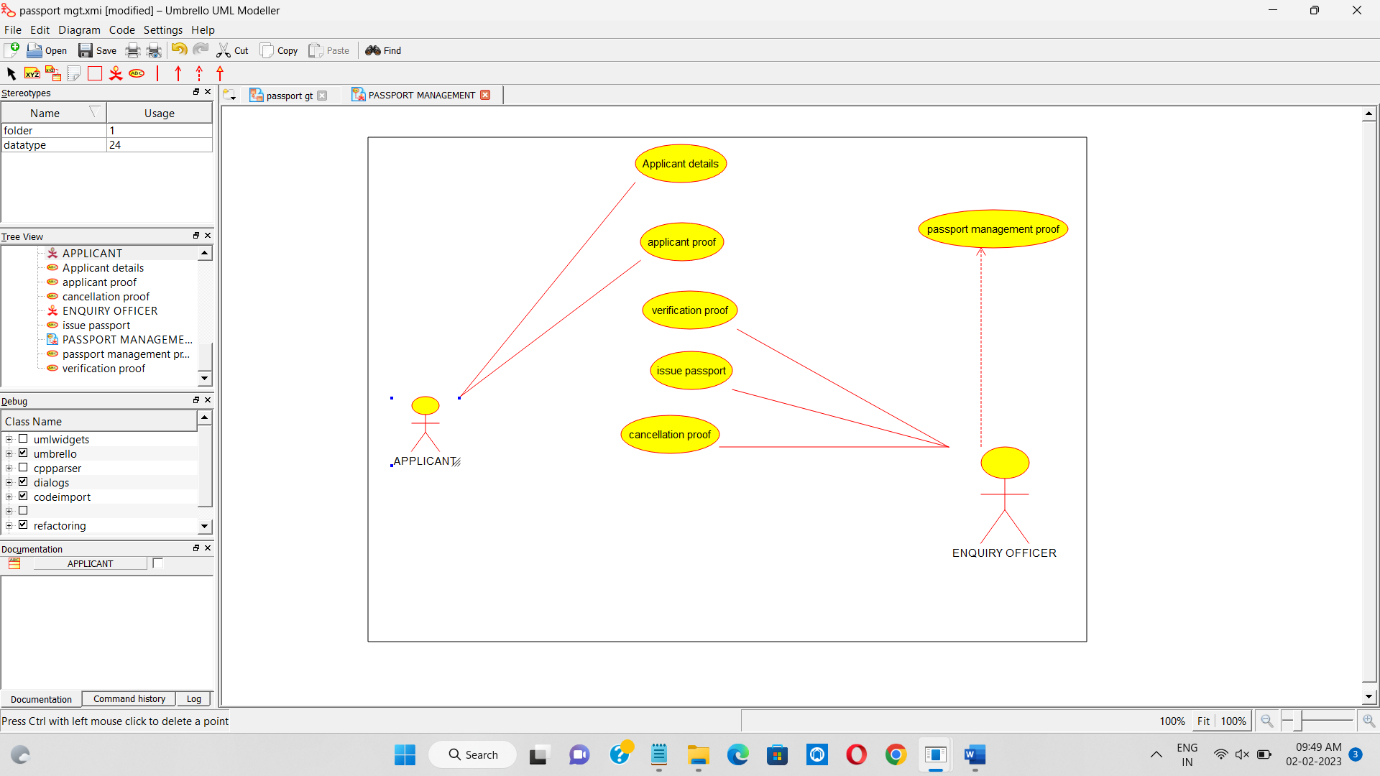 passport mgt.xmi [modified] – Umbrello UML Modeller
File Edit Diagram Code Settings Help
Open Save Cut Copy Paste Find
XYZ ABC
Stereotypes
Name Usage
folder 1
datatype 24
Tree View
APPLICANT
Applicant details
applicant proof
cancellation proof
ENQUIRY OFFICER
issue passport
PASSPORT MANAGEME...
passport management pr...
verification proof
Debug
Class Name
umlwidgets
umbrello
cppparser
dialogs
codeimport
refactoring
Documentation
APPLICANT
Documentation Command history Log
Press Ctrl with left mouse click to delete a point
passport gt PASSPORT MANAGEMENT
Applicant details
passport management proof
applicant proof
verification proof
issue passport
cancellation proof
APPLICANT
ENQUIRY OFFICER
100% Fit 100%
Search
ENG
IN
09:49 AM
02-02-2023
3